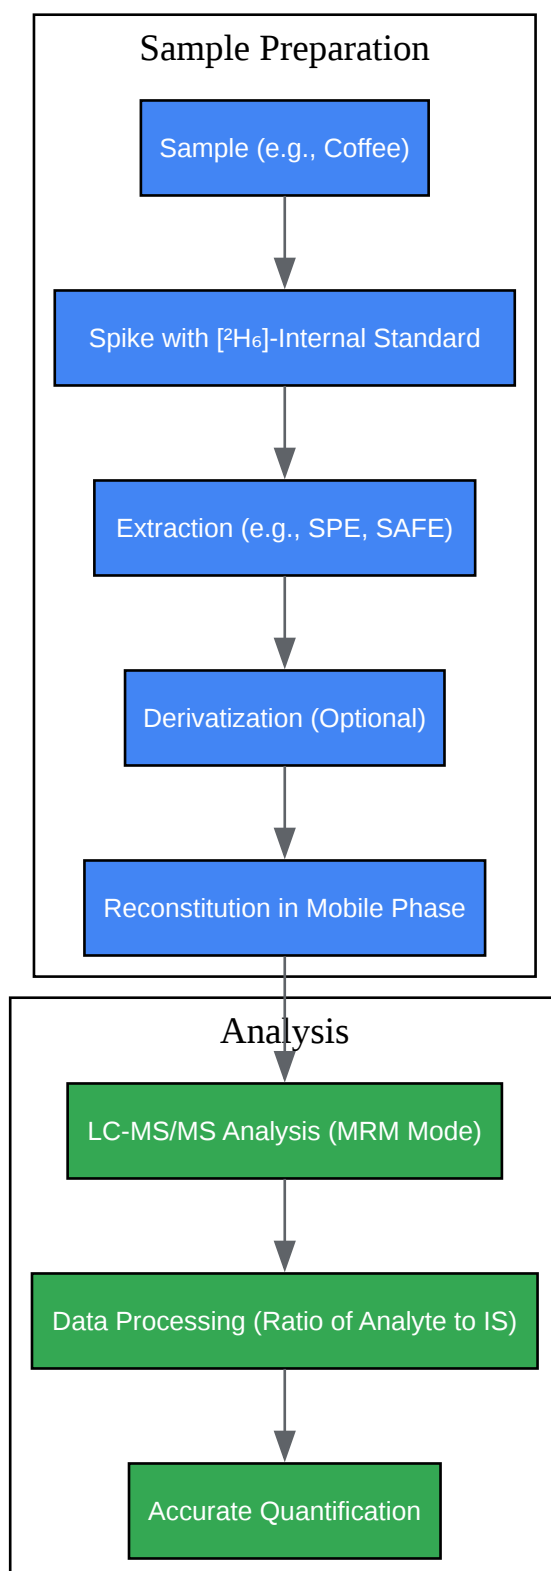 Sample Preparation
Sample (e.g., Coffee)
Spike with [²H₆]-Internal Standard
Extraction (e.g., SPE, SAFE)
Derivatization (Optional)
Reconstitution in Mobile Phase
Analysis
LC-MS/MS Analysis (MRM Mode)
Data Processing (Ratio of Analyte to IS)
Accurate Quantification